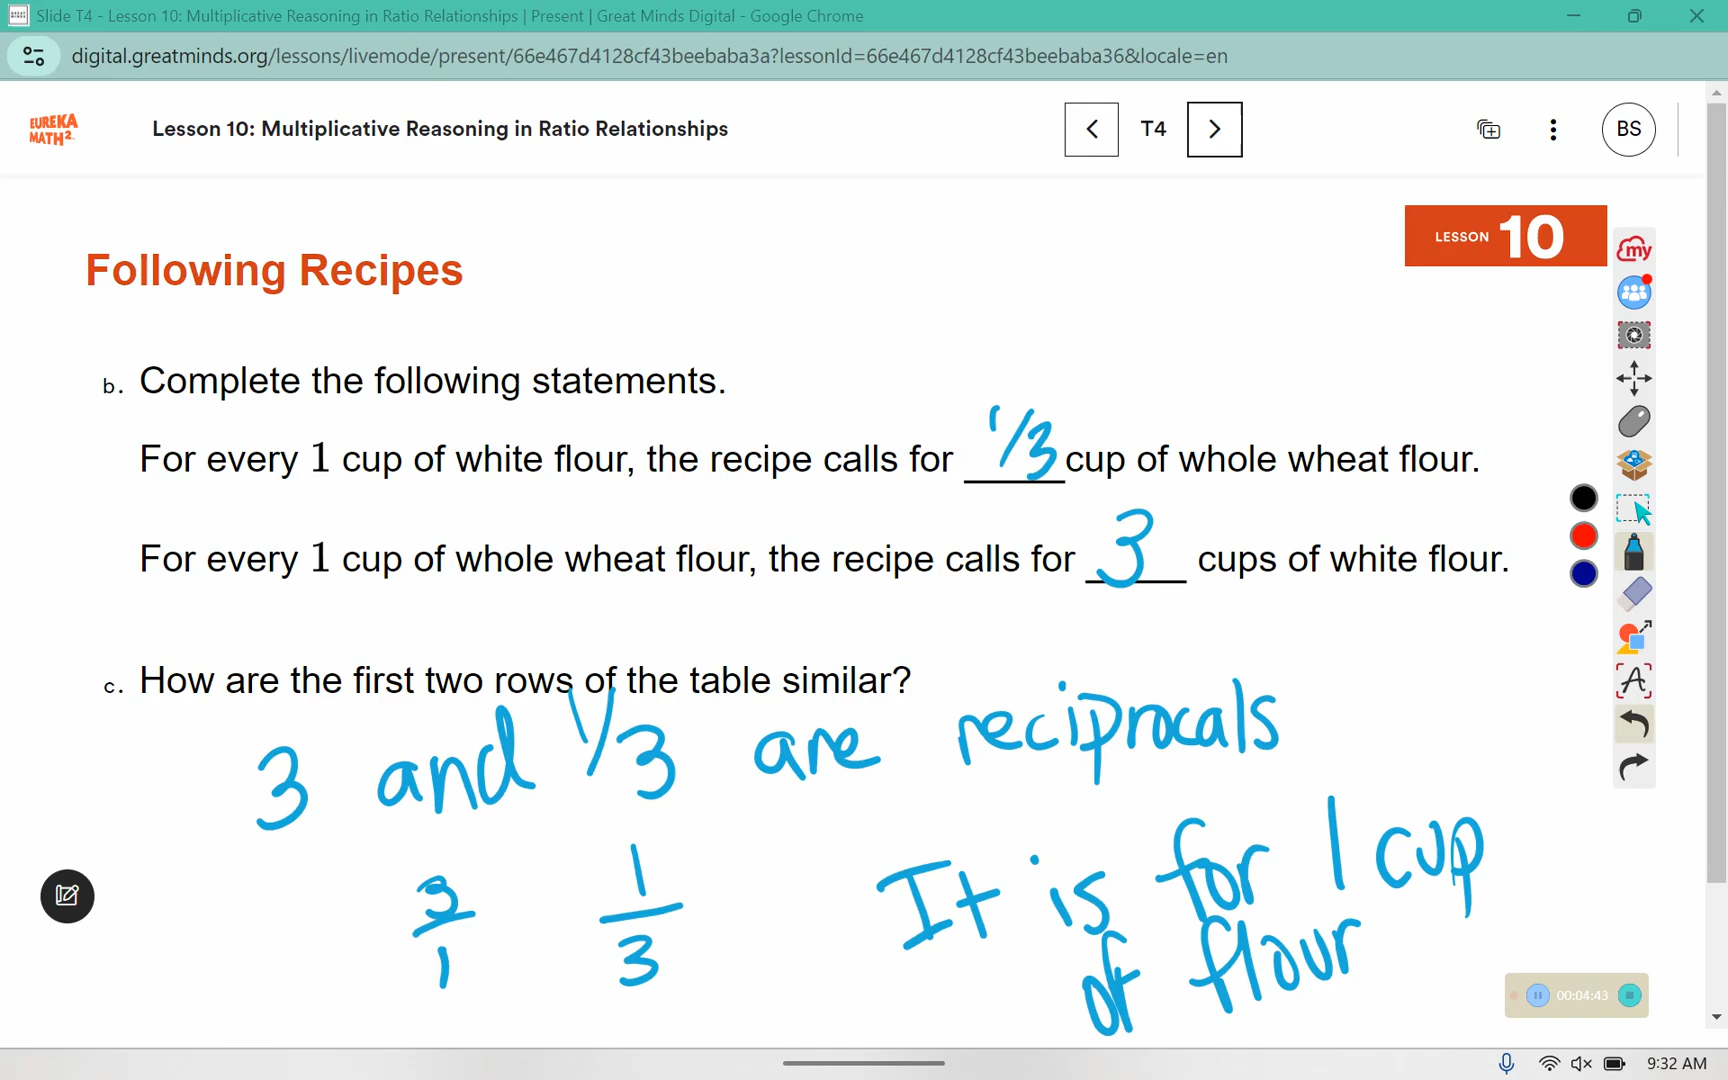 Slide T4 - Lesson 10: Multiplicative Reasoning in Ratio Relationships | Present | Great Minds Digital - Google Chrome
digital.greatminds.org/lessons/livemode/present/66e467d4128cf43beebaba3a?lessonId=66e467d4128cf43beebaba36&locale=en
EUREKA
MATH²
Lesson 10: Multiplicative Reasoning in Ratio Relationships
T4
BS
LESSON 10
my
Following Recipes
b. Complete the following statements.
For every 1 cup of white flour, the recipe calls for 1/3 cup of whole wheat flour.
For every 1 cup of whole wheat flour, the recipe calls for 3 cups of white flour.
c. How are the first two rows of the table similar?
3 and 1/3 are reciprocals
3/1 1/3
It is for 1 cup
of flour
00:04:43
9:32 AM